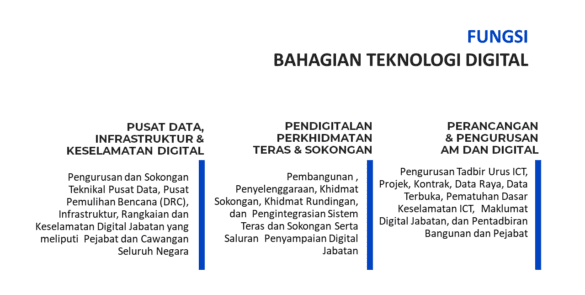 FUNGSI
BAHAGIAN TEKNOLOGI DIGITAL
PUSAT DATA,
INFRASTRUKTUR &
KESELAMATAN DIGITAL
Pengurusan dan Sokongan
Teknikal Pusat Data, Pusat
Pemulihan Bencana (DRC),
Infrastruktur, Rangkaian dan
Keselamatan Digital Jabatan yang
meliputi Pejabat dan Cawangan
Seluruh Negara
PENDIGITALAN
PERKHIDMATAN
TERAS & SOKONGAN
Pembangunan ,
Penyelenggaraan, Khidmat
Sokongan, Khidmat Rundingan,
dan Pengintegrasian Sistem
Teras dan Sokongan Serta
Saluran Penyampaian Digital
Jabatan
PERANCANGAN
& PENGURUSAN
AM DAN DIGITAL
Pengurusan Tadbir Urus ICT,
Projek, Kontrak, Data Raya, Data
Terbuka, Pematuhan Dasar
Keselamatan ICT, Maklumat
Digital Jabatan, dan Pentadbiran
Bangunan dan Pejabat